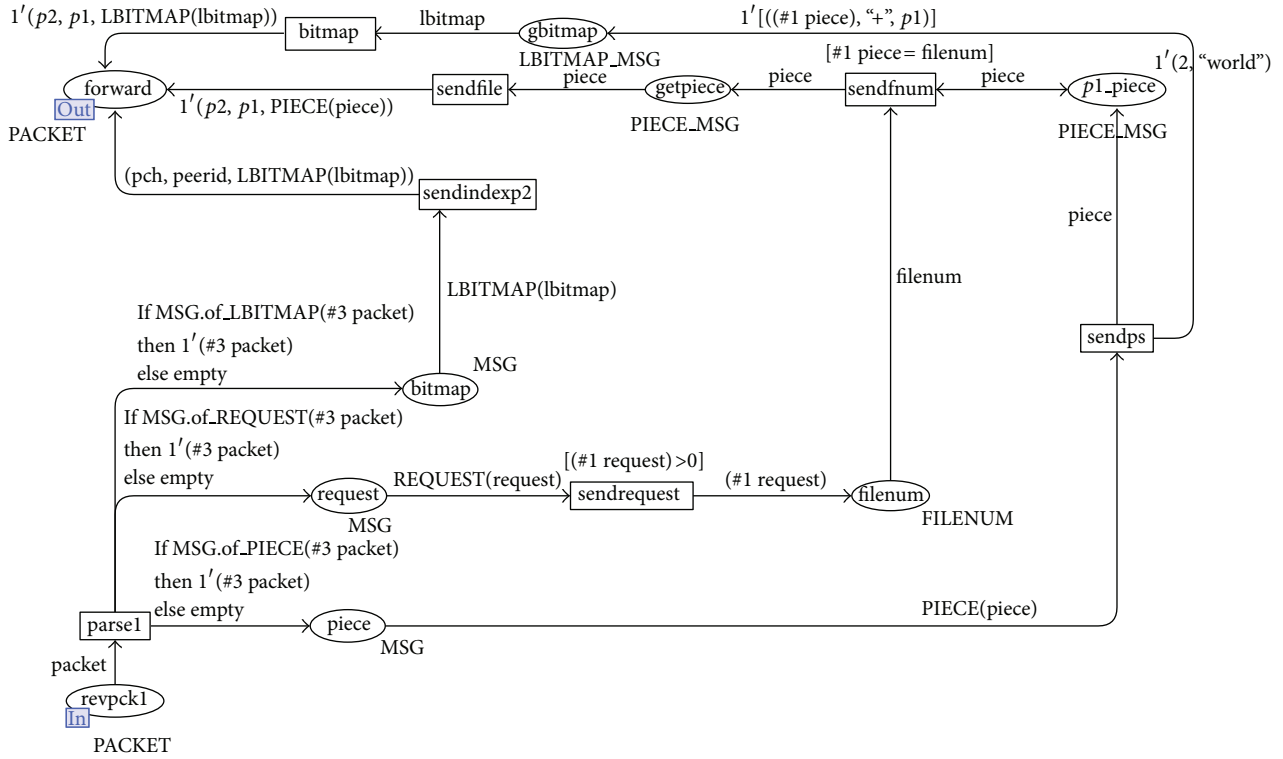 1′(p2, p1, LBITMAP(lbitmap))
bitmap
lbitmap
gbitmap
LBITMAP_MSG
1′[((#1 piece), “+”, p1)]
1′(2, “world”)
forward
Out
PACKET
1′(p2, p1, PIECE(piece))
sendfile
piece
getpiece
PIECE_MSG
piece
[#1 piece = filenum]
sendfnum
piece
p1_piece
PIECE_MSG
(pch, peerid, LBITMAP(lbitmap))
sendindexp2
piece
LBITMAP(lbitmap)
filenum
If MSG.of_LBITMAP(#3 packet)
then 1′(#3 packet)
else empty
bitmap
MSG
sendps
If MSG.of_REQUEST(#3 packet)
then 1′(#3 packet)
else empty
request
MSG
REQUEST(request)
[(#1 request) >0]
sendrequest
(#1 request)
filenum
FILENUM
If MSG.of_PIECE(#3 packet)
then 1′(#3 packet)
else empty
parse1
piece
MSG
PIECE(piece)
packet
revpck1
In
PACKET